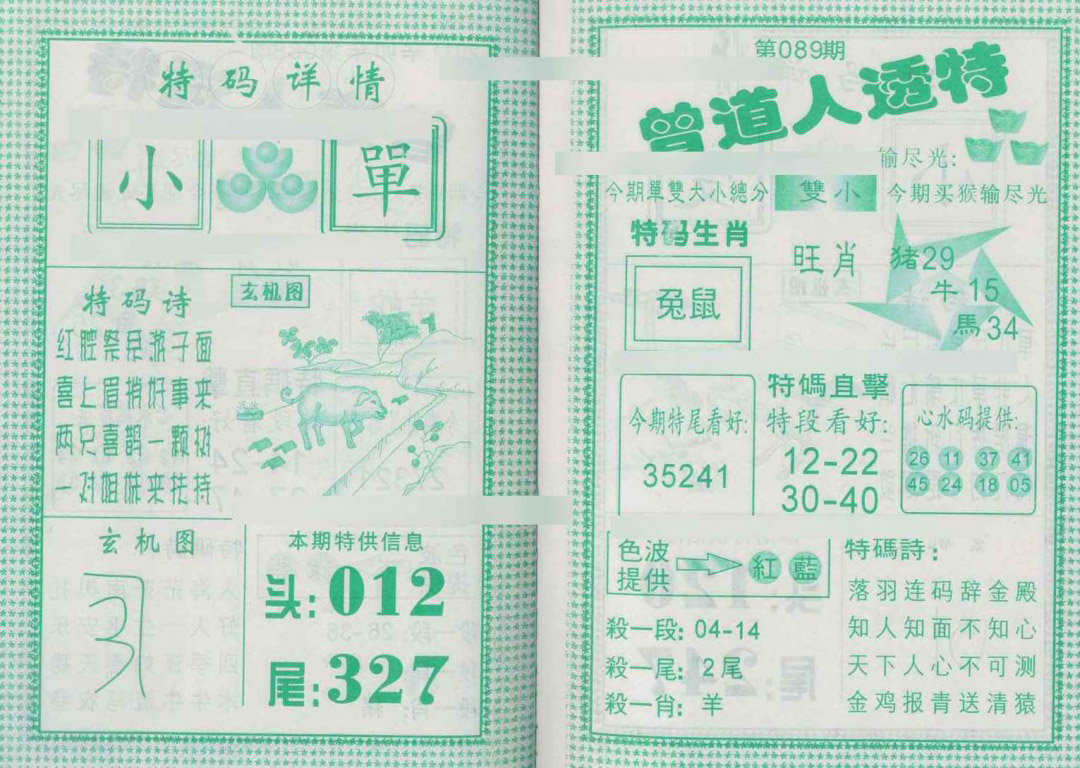 特码详情
小
單
特码诗
玄机图
喜上眉梢好事来
两只喜鹊一颗树
一对姐妹来扶持
玄机图
本期特供信息
头:012
尾:327
第089期
曾道人透特
输尽光:
今期單雙大小總分
雙小
今期买猴输尽光
特码生肖
兔鼠
旺肖
猪29
牛15
馬34
今期特尾看好:
35241
特碼直擊
特段看好:
12-22
30-40
心水码提供:
26 11 37 41
45 24 18 05
色波
提供
紅 藍
殺一段: 04-14
殺一尾: 2尾
殺一肖: 羊
特碼詩:
落羽连码辞金殿
知人知面不知心
天下人心不可测
金鸡报青送清猿